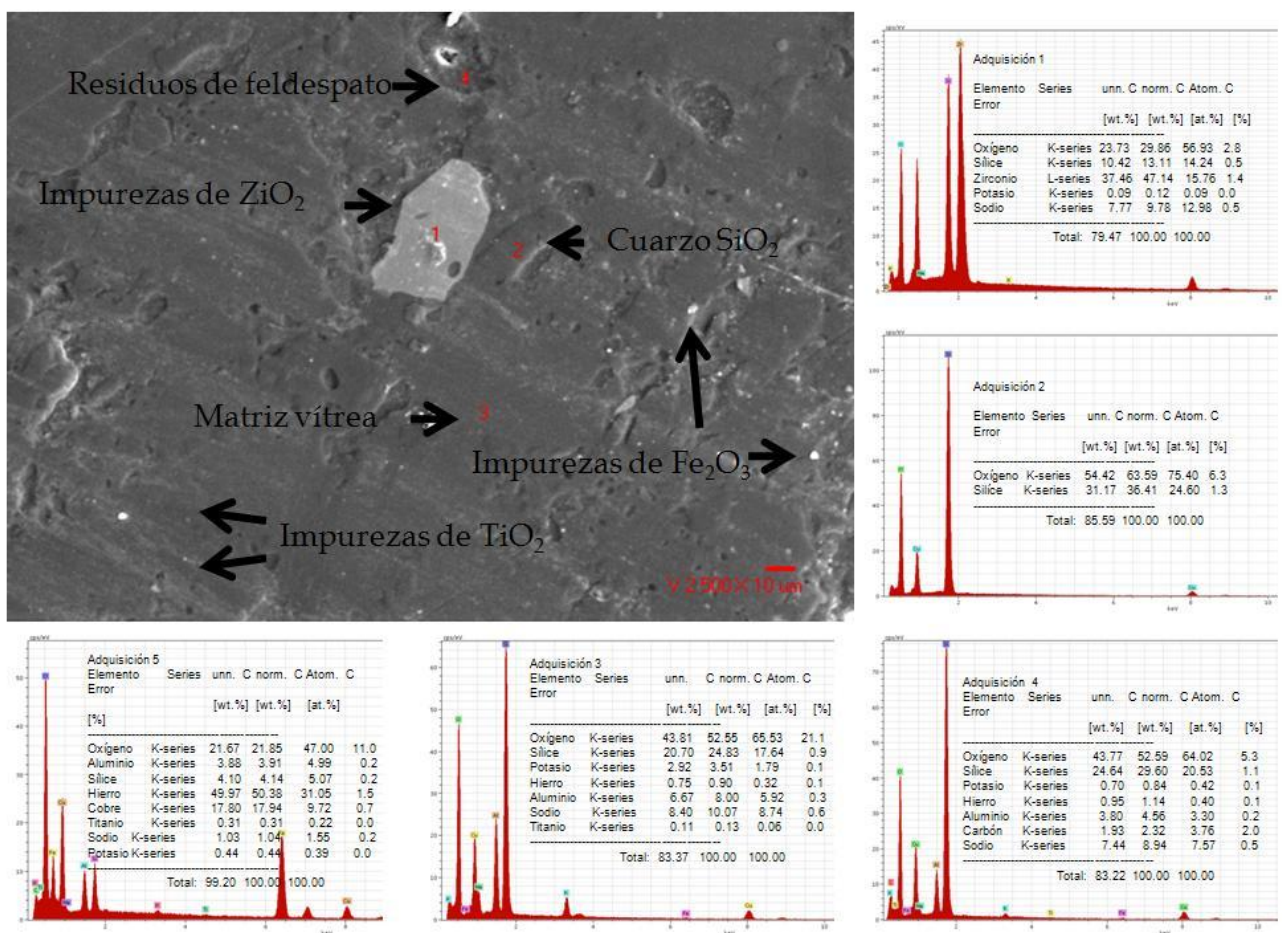 Residuos de feldespato
4
Impurezas de ZiO₂
1
2
Cuarzo SiO₂
Matriz vítrea
3
Impurezas de Fe₂O₃
Impurezas de TiO₂
V 2 500 X 10 um
Adquisición 1
Elemento Series unn. C norm. C Atom. C
Error
[wt.%] [wt.%] [at.%] [%]
Oxígeno K-series 23.73 29.86 56.93 2.8
Sílice K-series 10.42 13.11 14.24 0.5
Zirconio L-series 37.46 47.14 15.76 1.4
Potasio K-series 0.09 0.12 0.09 0.0
Sodio K-series 7.77 9.78 12.98 0.5
Total: 79.47 100.00 100.00
Adquisición 2
Elemento Series unn. C norm. C Atom. C
Error
[wt.%] [wt.%] [at.%] [%]
Oxígeno K-series 54.42 63.59 75.40 6.3
Silíce K-series 31.17 36.41 24.60 1.3
Total: 85.59 100.00 100.00
Adquisición 5
Elemento Series unn. C norm. C Atom. C
Error
[wt.%] [wt.%] [at.%]
[%]
Oxígeno K-series 21.67 21.85 47.00 11.0
Aluminio K-series 3.88 3.91 4.99 0.2
Sílice K-series 4.10 4.14 5.07 0.2
Hierro K-series 49.97 50.38 31.05 1.5
Cobre K-series 17.80 17.94 9.72 0.7
Titanio K-series 0.31 0.31 0.22 0.0
Sodio K-series 1.03 1.04 1.55 0.2
Potasio K-series 0.44 0.44 0.39 0.0
Total: 99.20 100.00 100.00
Adquisición 3
Elemento Series unn. C norm. C Atom. C
Error
[wt.%] [wt.%] [at.%] [%]
Oxígeno K-series 43.81 52.55 65.53 21.1
Sílice K-series 20.70 24.83 17.64 0.9
Potasio K-series 2.92 3.51 1.79 0.1
Hierro K-series 0.75 0.90 0.32 0.1
Aluminio K-series 6.67 8.00 5.92 0.3
Sodio K-series 8.40 10.07 8.74 0.6
Titanio K-series 0.11 0.13 0.06 0.0
Total: 83.37 100.00 100.00
Adquisición 4
Elemento Series unn. C norm. C Atom. C
Error
[wt.%] [wt.%] [at.%] [%]
Oxígeno K-series 43.77 52.59 64.02 5.3
Sílice K-series 24.64 29.60 20.53 1.1
Potasio K-series 0.70 0.84 0.42 0.1
Hierro K-series 0.95 1.14 0.40 0.1
Aluminio K-series 3.80 4.56 3.30 0.2
Carbón K-series 1.93 2.32 3.76 2.0
Sodio K-series 7.44 8.94 7.57 0.5
Total: 83.22 100.00 100.00